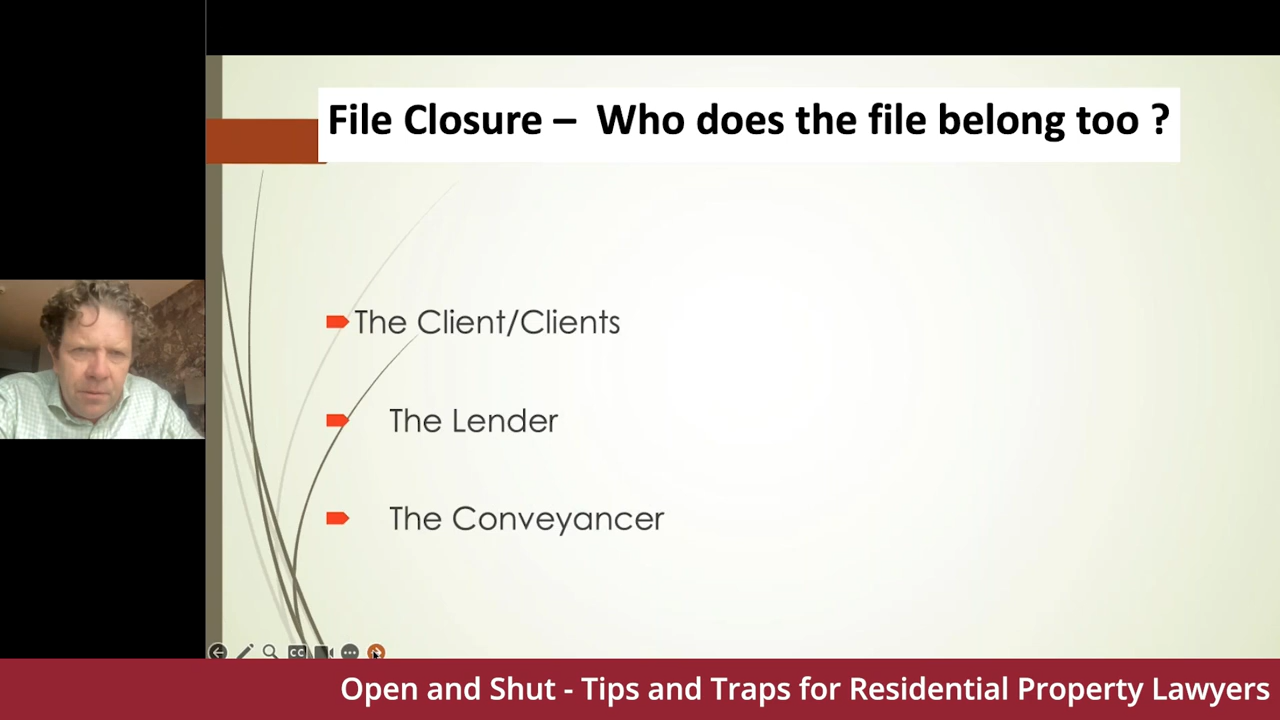 File Closure – Who does the file belong too ?
The Client/Clients
The Lender
The Conveyancer
CC
Open and Shut - Tips and Traps for Residential Property Lawyers